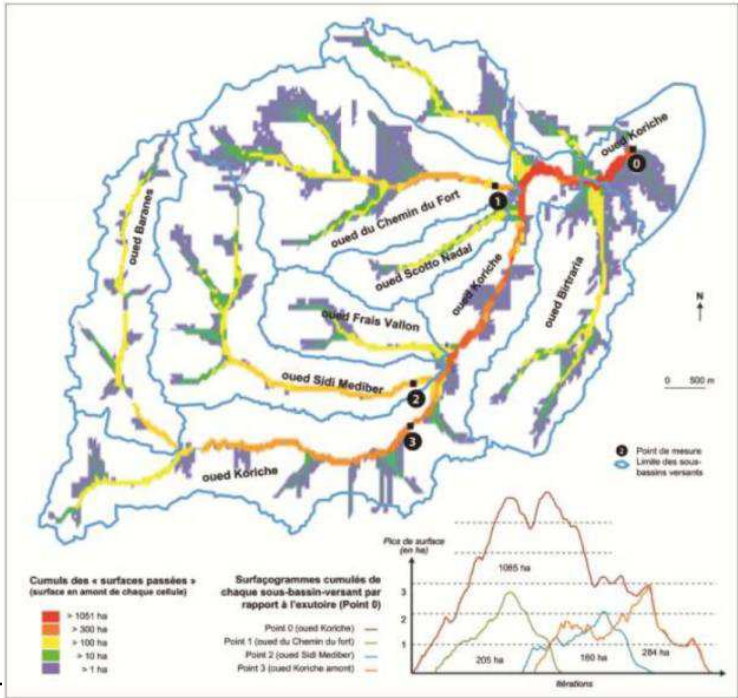 oued Koriche
0
1
oued du Chemin du Fort
oued Scotto Nadal
oued Baranes
oued Koriche
oued Birtraria
oued Frais Vallon
oued Sidi Mediber
2
3
oued Koriche
N
0 500 m
2 Point de mesure
Limite des sous-
bassins versants
Cumuls des « surfaces passées »
(surface en amont de chaque cellule)
> 1051 ha
> 300 ha
> 100 ha
> 10 ha
> 1 ha
Surfaçogrammes cumulés de
chaque sous-bassin-versant par
rapport à l'exutoire (Point 0)
Point 0 (oued Koriche)
Point 1 (oued du Chemin du fort)
Point 2 (oued Sidi Mediber)
Point 3 (oued Koriche amont)
Pics de surface
(en ha)
3
2
1
1065 ha
205 ha
160 ha
284 ha
Itérations